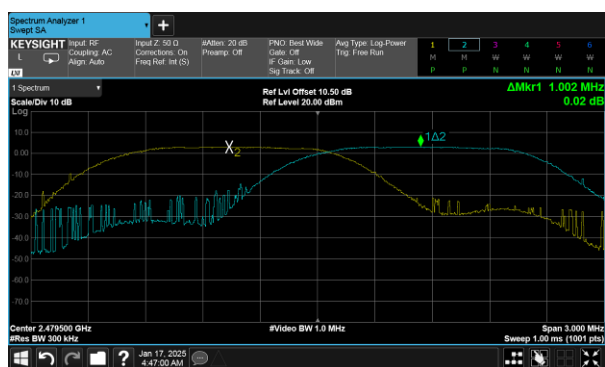 Spectrum Analyzer 1
Swept SA
+
KEYSIGHT
L
LXI
Input: RF
Coupling: AC
Align: Auto
Input Z: 50 Ω
Corrections: On
Freq Ref: Int (S)
#Atten: 20 dB
Preamp: Off
PNO: Best Wide
Gate: Off
IF Gain: Low
Sig Track: Off
Avg Type: Log-Power
Trig: Free Run
1 2 3 4 5 6
M M W W W W
P P N N N N
1 Spectrum
Scale/Div 10 dB
Ref Lvl Offset 10.50 dB
Ref Level 20.00 dBm
ΔMkr1 1.002 MHz
0.02 dB
Log
10.0
0.00
-10.0
-20.0
-30.0
-40.0
-50.0
-60.0
-70.0
X2
1Δ2
Center 2.479500 GHz
#Res BW 300 kHz
#Video BW 1.0 MHz
Span 3.000 MHz
Sweep 1.00 ms (1001 pts)
?
Jan 17, 2025
4:47:00 AM